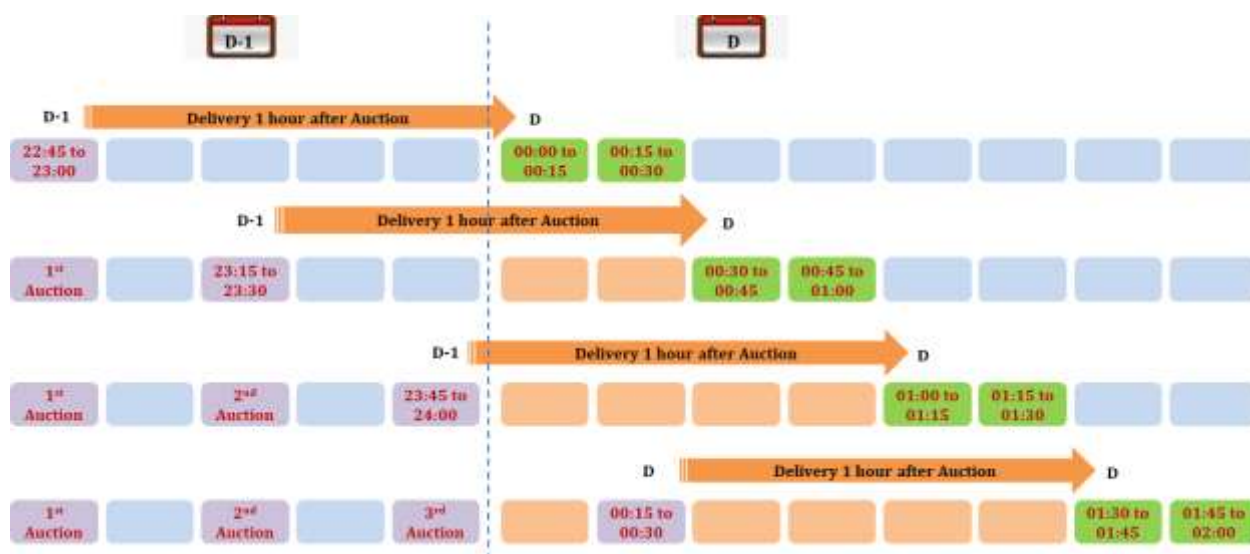 D-1
D
Delivery 1 hour after Auction
D-1
D
22:45 to
23:00
00:00 to
00:15
00:15 to
00:30
Delivery 1 hour after Auction
D-1
D
1st
Auction
23:15 to
23:30
00:30 to
00:45
00:45 to
01:00
Delivery 1 hour after Auction
D-1
D
1st
Auction
2nd
Auction
23:45 to
24:00
01:00 to
01:15
01:15 to
01:30
D
Delivery 1 hour after Auction
D
1st
Auction
2nd
Auction
3rd
Auction
00:15 to
00:30
01:30 to
01:45
01:45 to
02:00